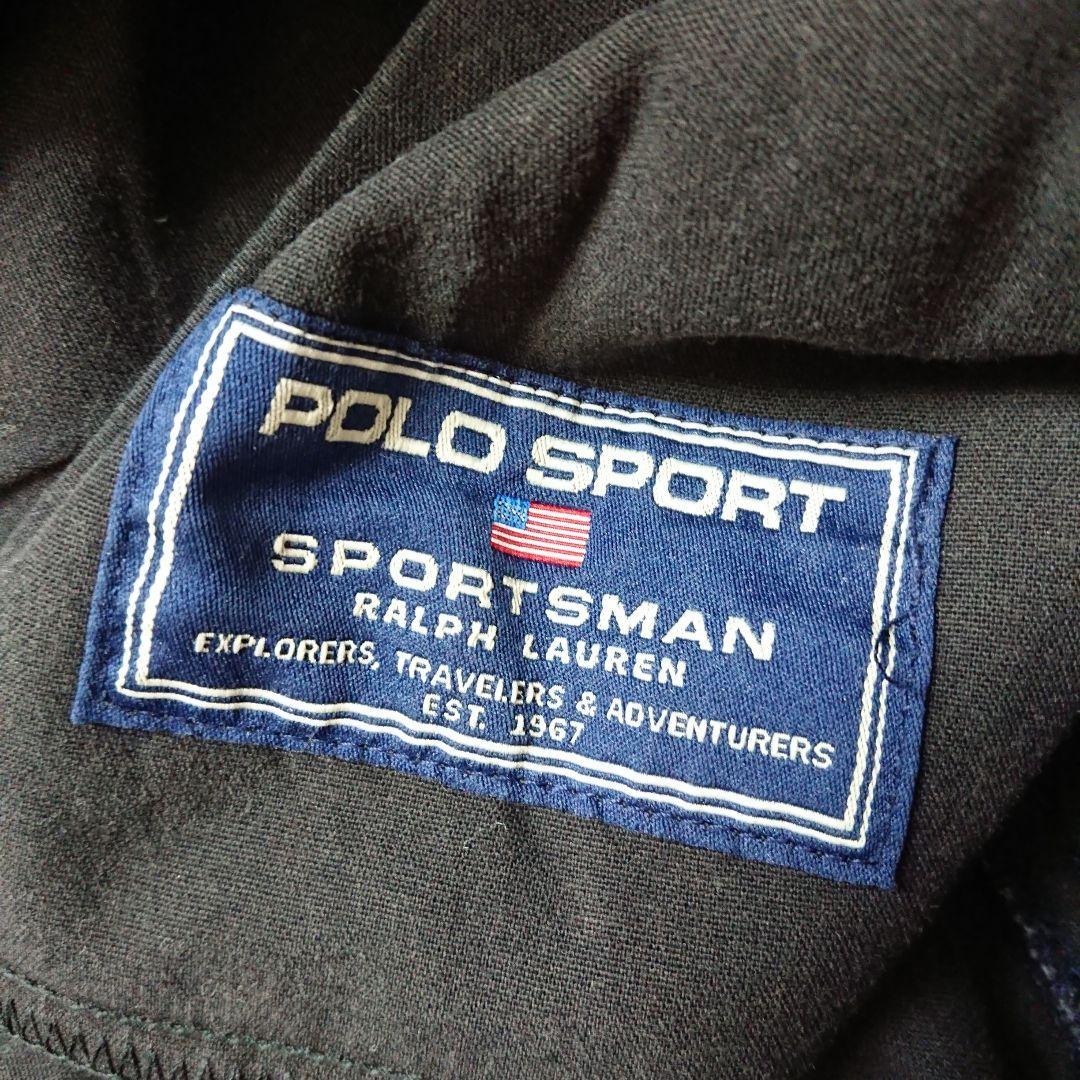 POLO SPORT
SPORTSMAN
RALPH LAUREN
EXPLORERS, TRAVELERS & ADVENTURERS
EST. 1967